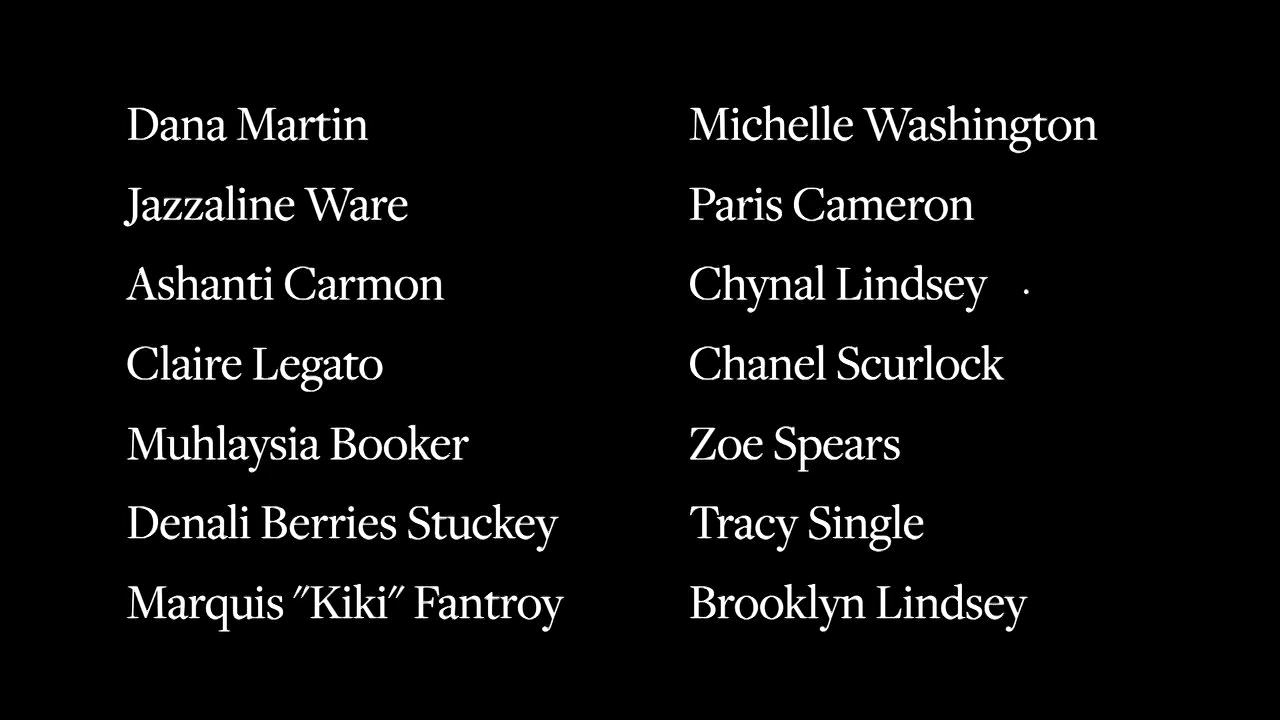 Dana Martin
Jazzaline Ware
Ashanti Carmon
Claire Legato
Muhlaysia Booker
Denali Berries Stuckey
Marquis "Kiki" Fantroy
Michelle Washington
Paris Cameron
Chynal Lindsey .
Chanel Scurlock
Zoe Spears
Tracy Single
Brooklyn Lindsey